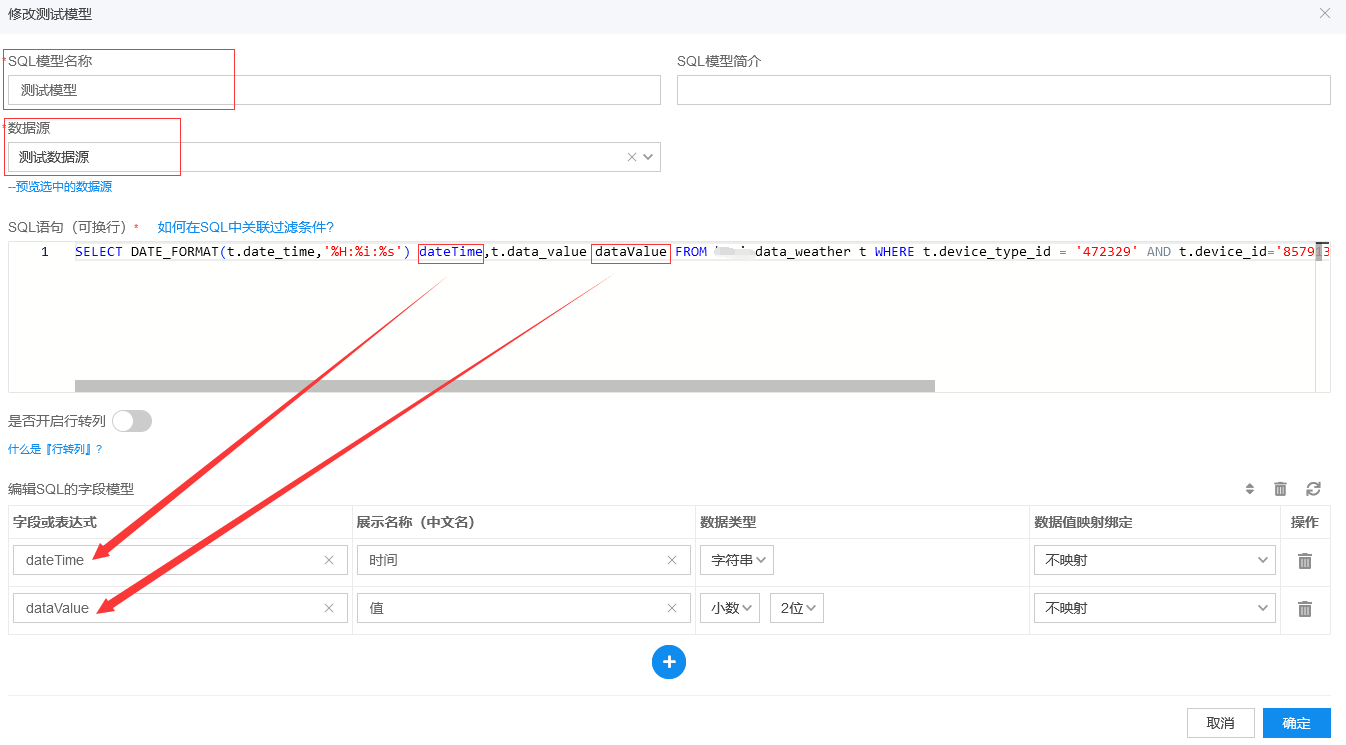 修改测试模型
*SQL模型名称
SQL模型简介
测试模型
*数据源
测试数据源
--预览选中的数据源
SQL语句（可换行） * 如何在SQL中关联过滤条件?
1 SELECT DATE_FORMAT(t.date_time,'%H:%i:%s') dateTime,t.data_value dataValue FROM data_weather t WHERE t.device_type_id = '472329' AND t.device_id='857913
是否开启行转列
什么是『行转列』?
编辑SQL的字段模型
字段或表达式 展示名称（中文名） 数据类型 数据值映射绑定 操作
dateTime 时间 字符串 不映射
dataValue 值 小数 2位 不映射
取消 确定